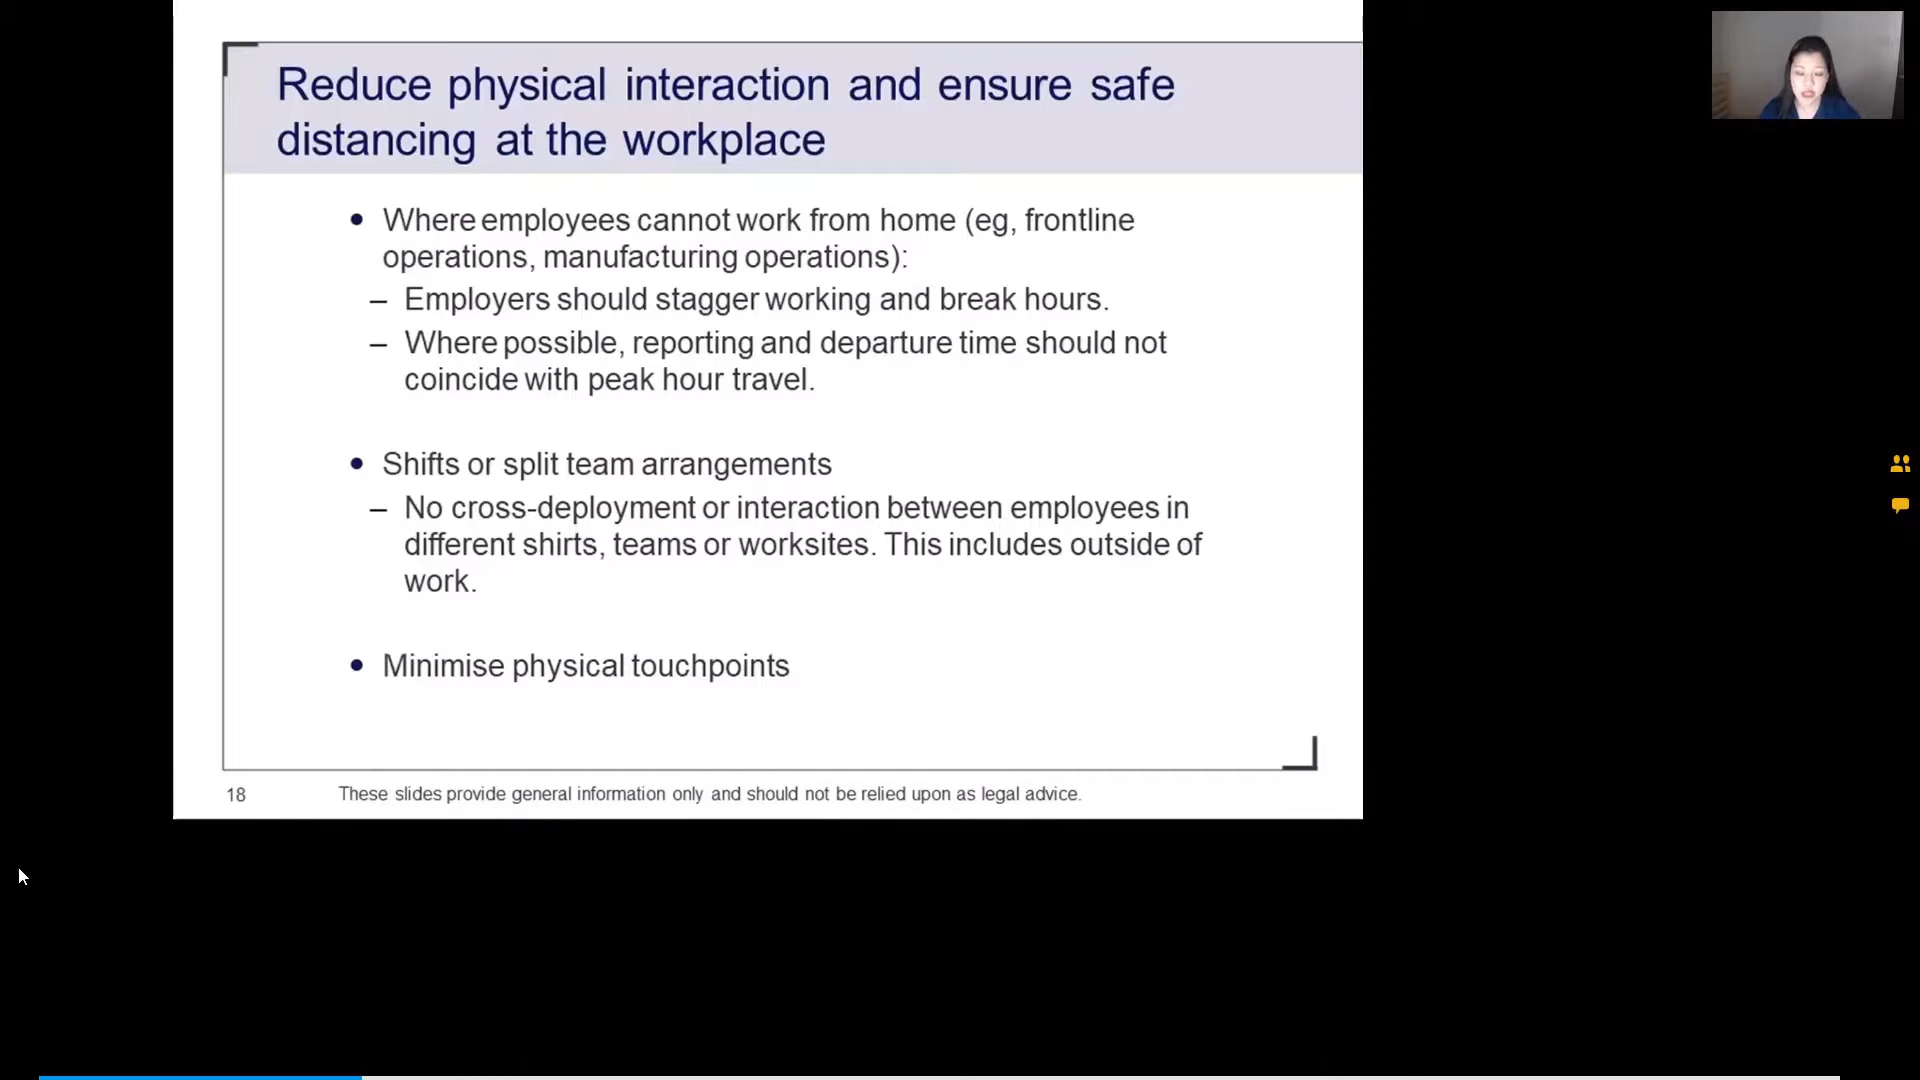 Reduce physical interaction and ensure safe
distancing at the workplace
• Where employees cannot work from home (eg, frontline
operations, manufacturing operations):
– Employers should stagger working and break hours.
– Where possible, reporting and departure time should not
coincide with peak hour travel.
• Shifts or split team arrangements
– No cross-deployment or interaction between employees in
different shirts, teams or worksites. This includes outside of
work.
• Minimise physical touchpoints
18
These slides provide general information only and should not be relied upon as legal advice.